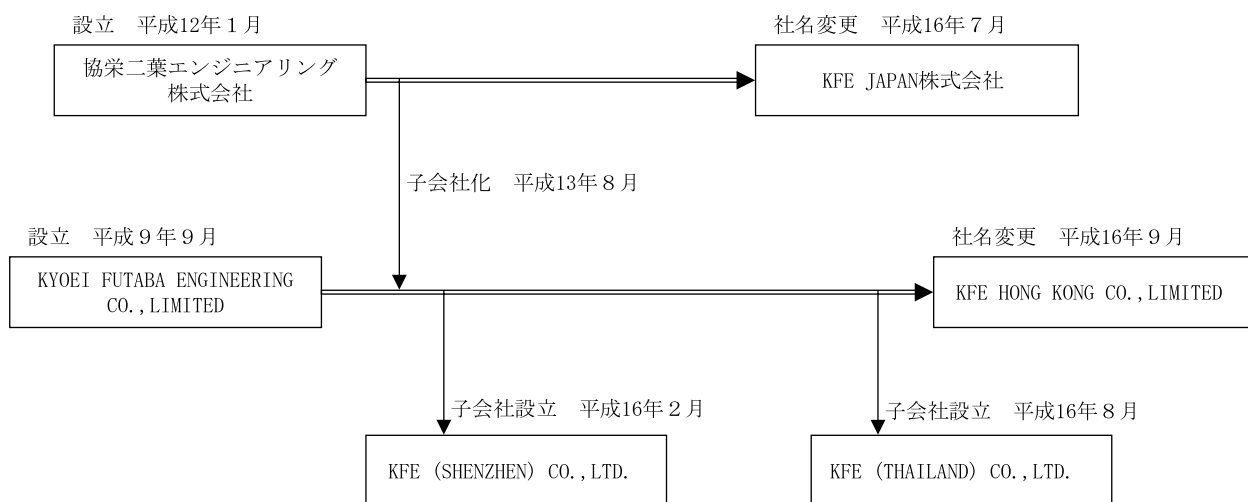 設立　平成12年１月
社名変更　平成16年７月
協栄二葉エンジニアリング
株式会社
KFE JAPAN株式会社
子会社化　平成13年８月
設立　平成９年９月
社名変更　平成16年９月
KYOEI FUTABA ENGINEERING
CO.,LIMITED
KFE HONG KONG CO.,LIMITED
子会社設立　平成16年２月
子会社設立　平成16年８月
KFE (SHENZHEN) CO.,LTD.
KFE (THAILAND) CO.,LTD.